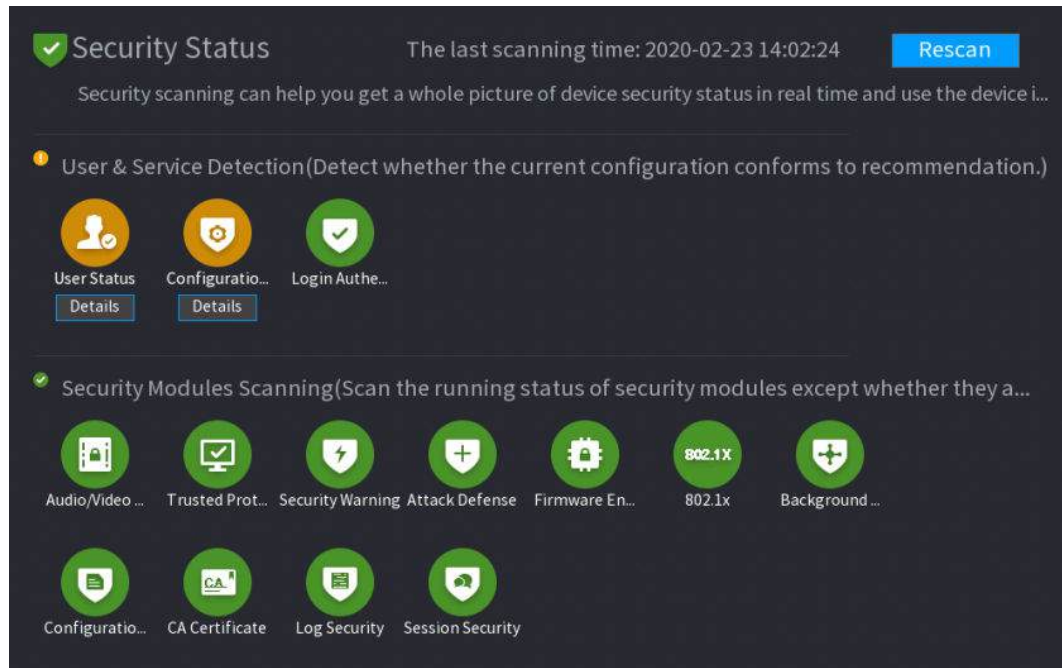 Security Status
The last scanning time: 2020-02-23 14:02:24
Rescan
Security scanning can help you get a whole picture of device security status in real time and use the device i...
User & Service Detection(Detect whether the current configuration conforms to recommendation.)
User Status
Configuratio...
Login Authe...
Details
Details
Security Modules Scanning(Scan the running status of security modules except whether they a...
802.1X
Audio/Video ...
Trusted Prot...
Security Warning
Attack Defense
Firmware En...
802.1x
Background ...
CA
Configuratio...
CA Certificate
Log Security
Session Security